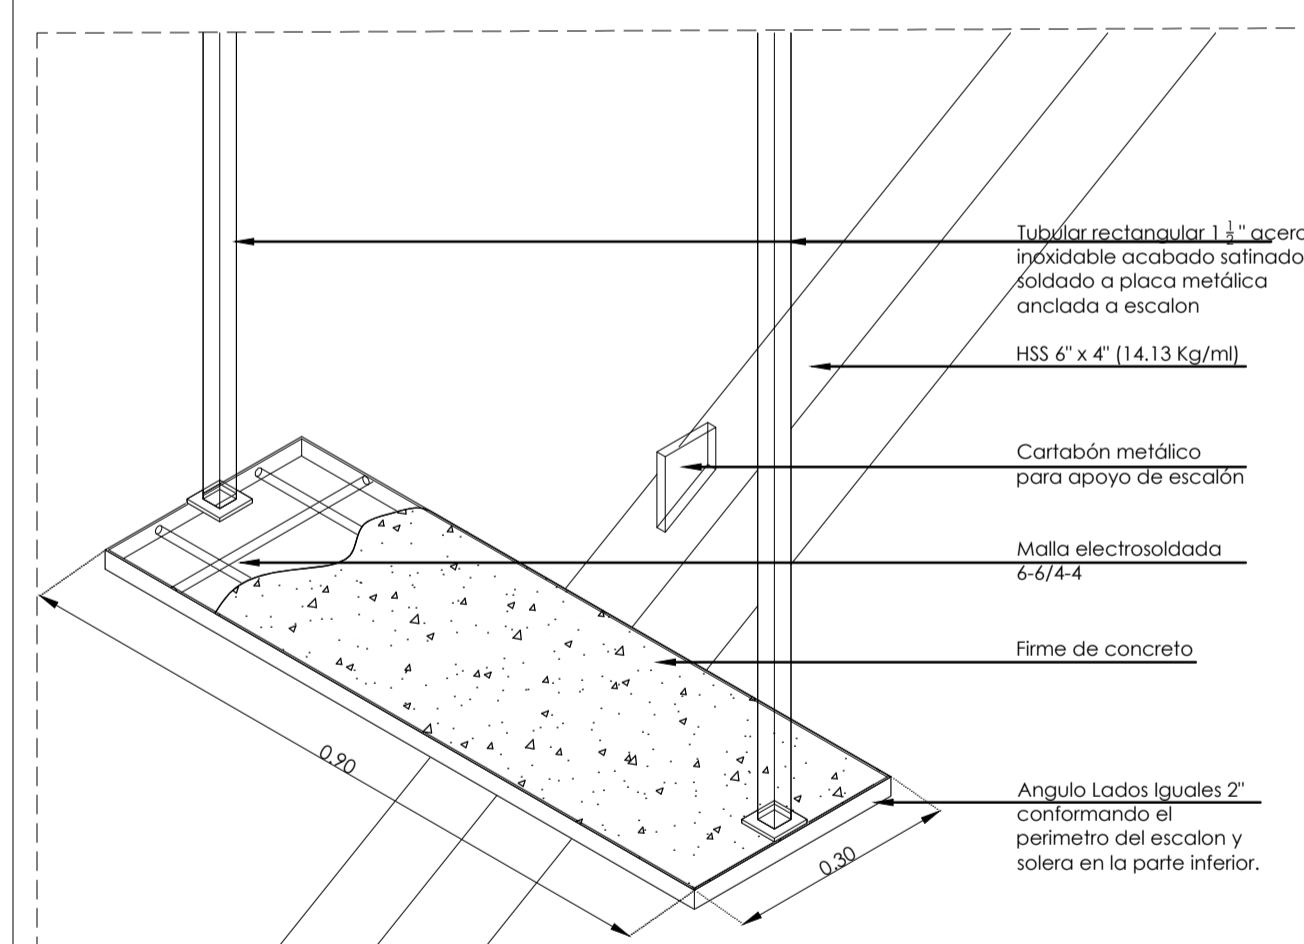 Tubular rectangular 1 1/2" acero
inoxidable acabado satinado
soldado a placa metálica
anclada a escalon
HSS 6" x 4" (14.13 Kg/ml)
Cartabón metálico
para apoyo de escalón
Malla electrosoldada
6-6/4-4
Firme de concreto
0.90
Angulo Lados Iguales 2"
conformando el
perimetro del escalon y
solera en la parte inferior.
0.30